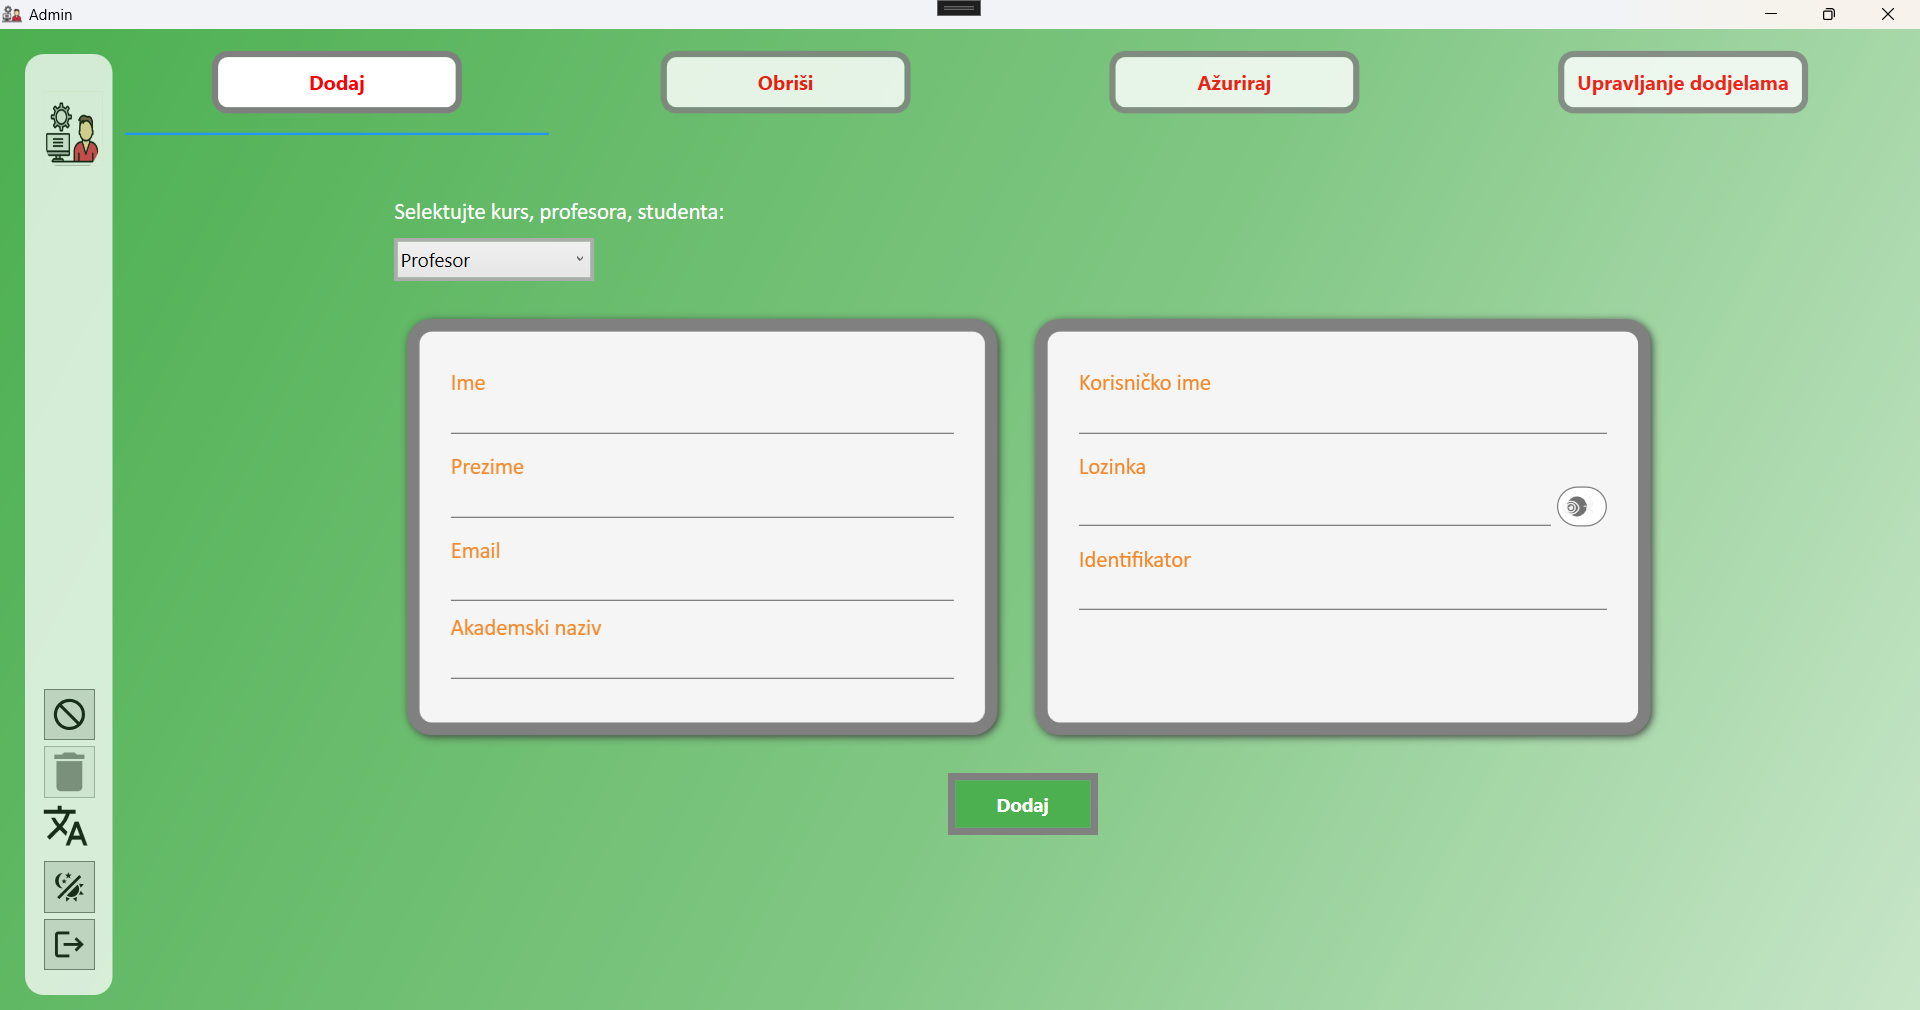 Admin
Dodaj
Obriši
Ažuriraj
Upravljanje dodjelama
Selektujte kurs, profesora, studenta:
Profesor
Ime
Prezime
Email
Akademski naziv
Korisničko ime
Lozinka
Identifikator
Dodaj